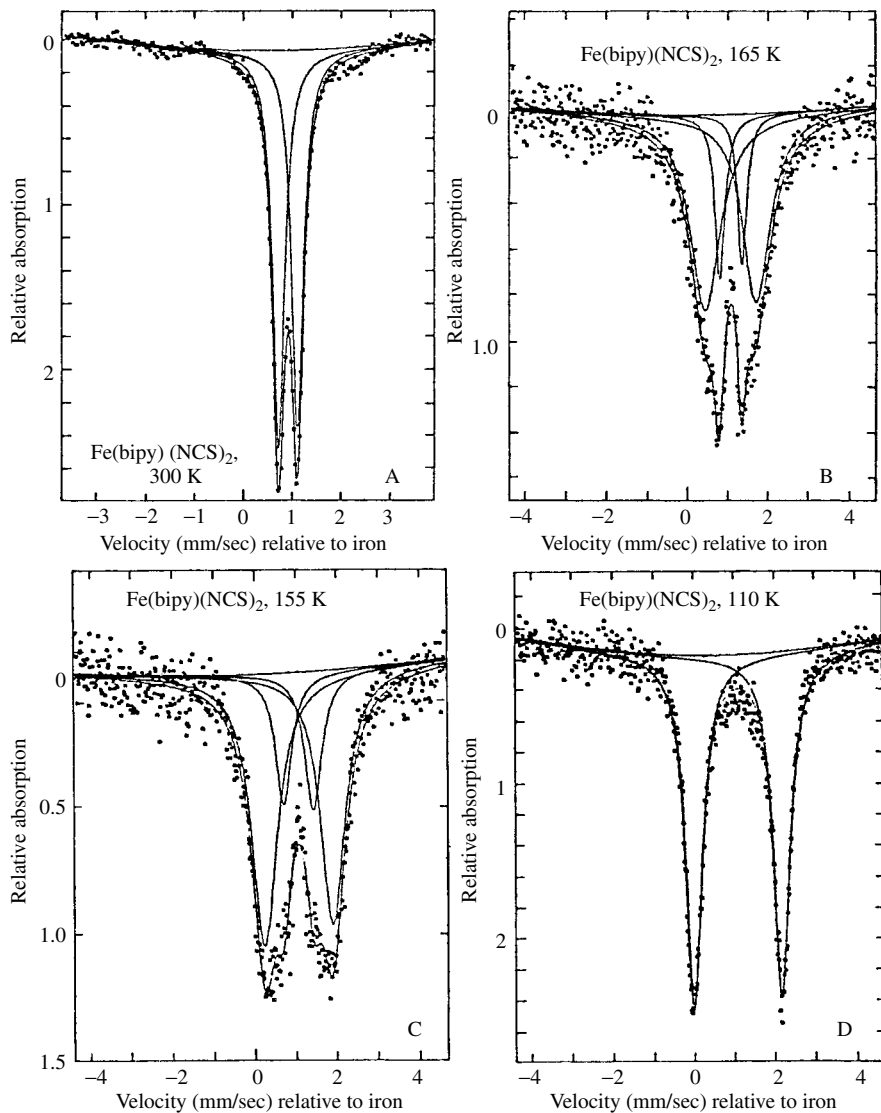 0
1
2
Relative absorption
Fe(bipy) (NCS)2,
300 K
A
−3 −2 −1 0 1 2 3
Velocity (mm/sec) relative to iron
Fe(bipy)(NCS)2, 165 K
0
1.0
Relative absorption
B
−4 −2 0 2 4
Velocity (mm/sec) relative to iron
Fe(bipy)(NCS)2, 155 K
0
0.5
1.0
1.5
Relative absorption
C
−4 −2 0 2 4
Velocity (mm/sec) relative to iron
Fe(bipy)(NCS)2, 110 K
0
1
2
Relative absorption
D
−4 −2 0 2 4
Velocity (mm/sec) relative to iron